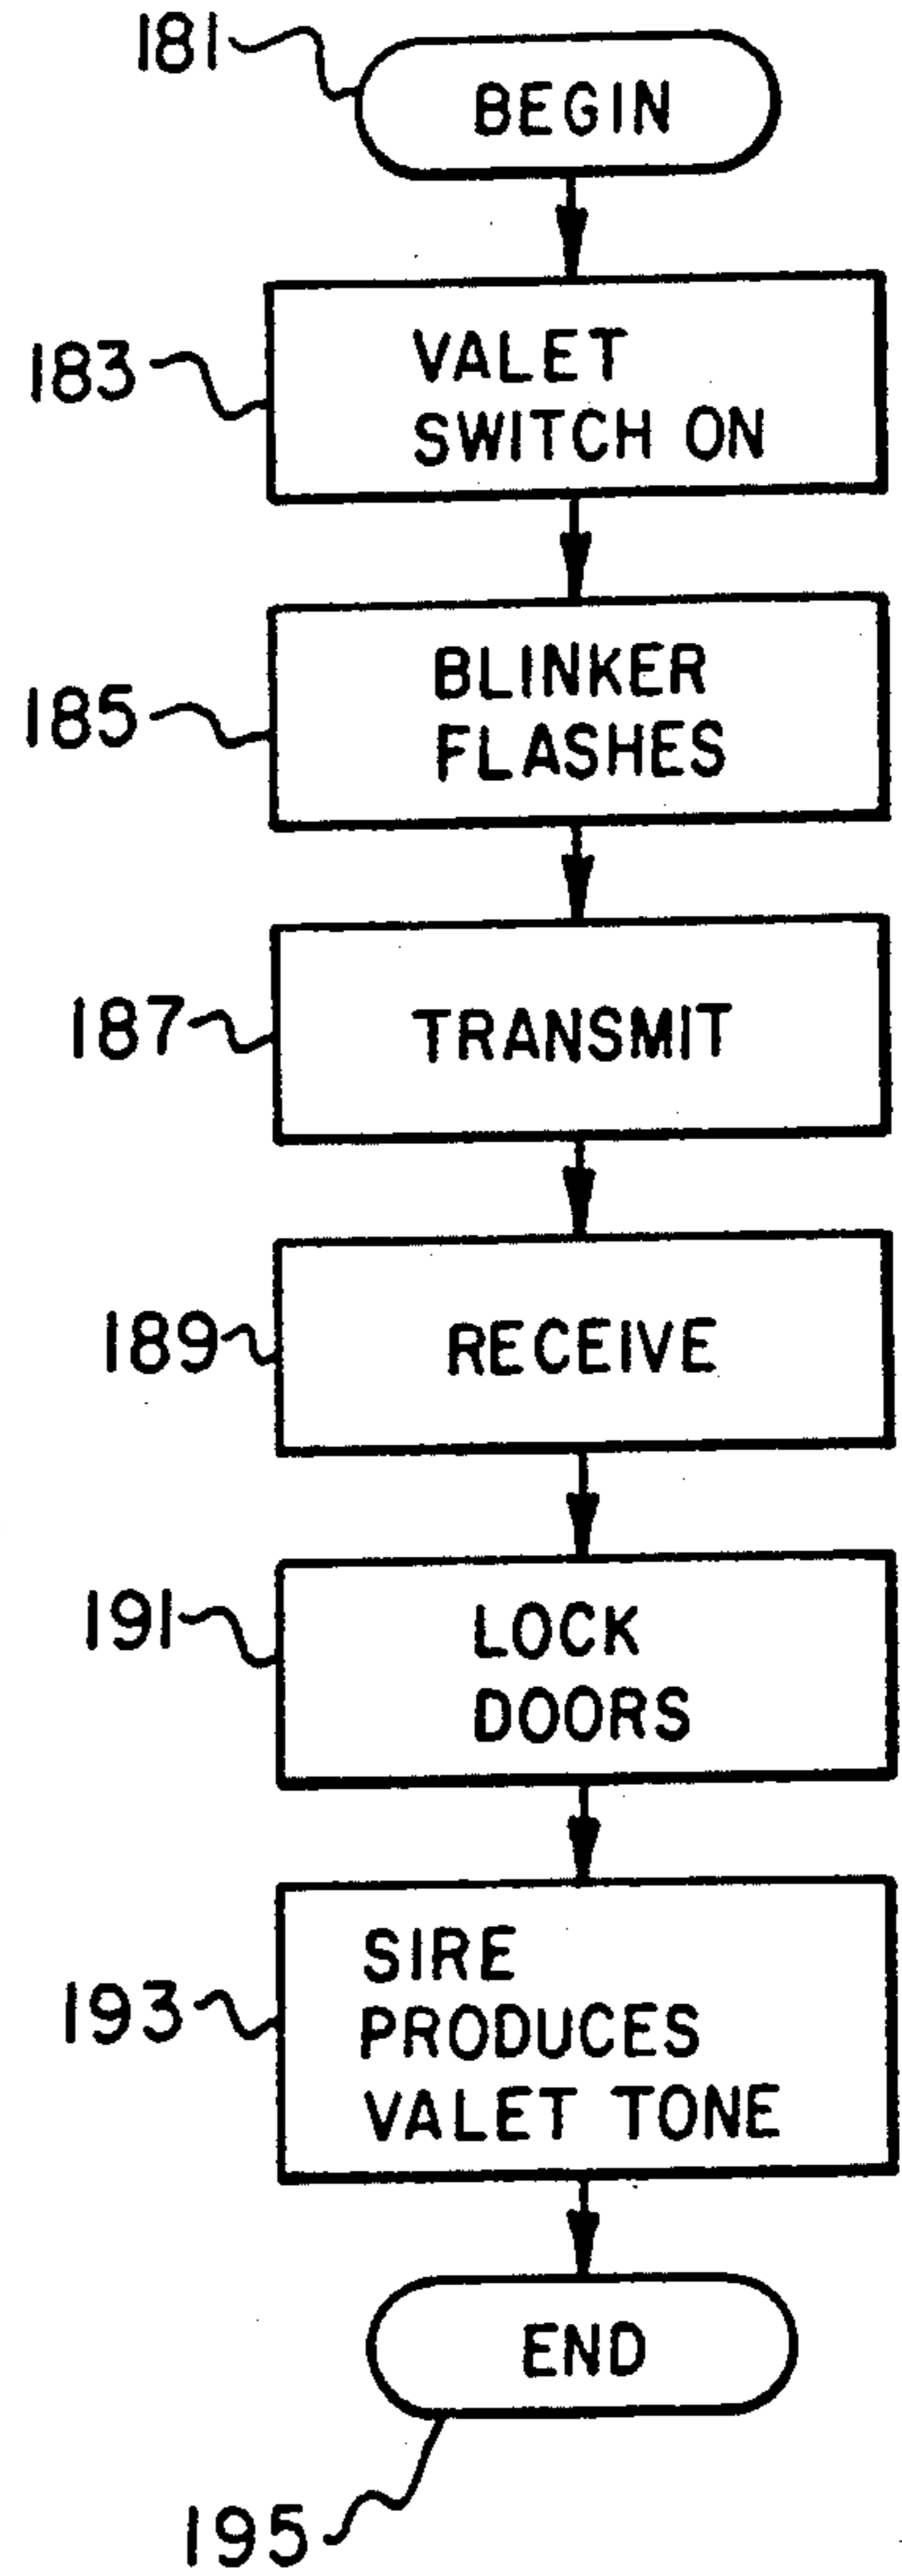 181
BEGIN
183
VALET
SWITCH ON
185
BLINKER
FLASHES
187
TRANSMIT
189
RECEIVE
191
LOCK
DOORS
193
SIRE
PRODUCES
VALET TONE
END
195